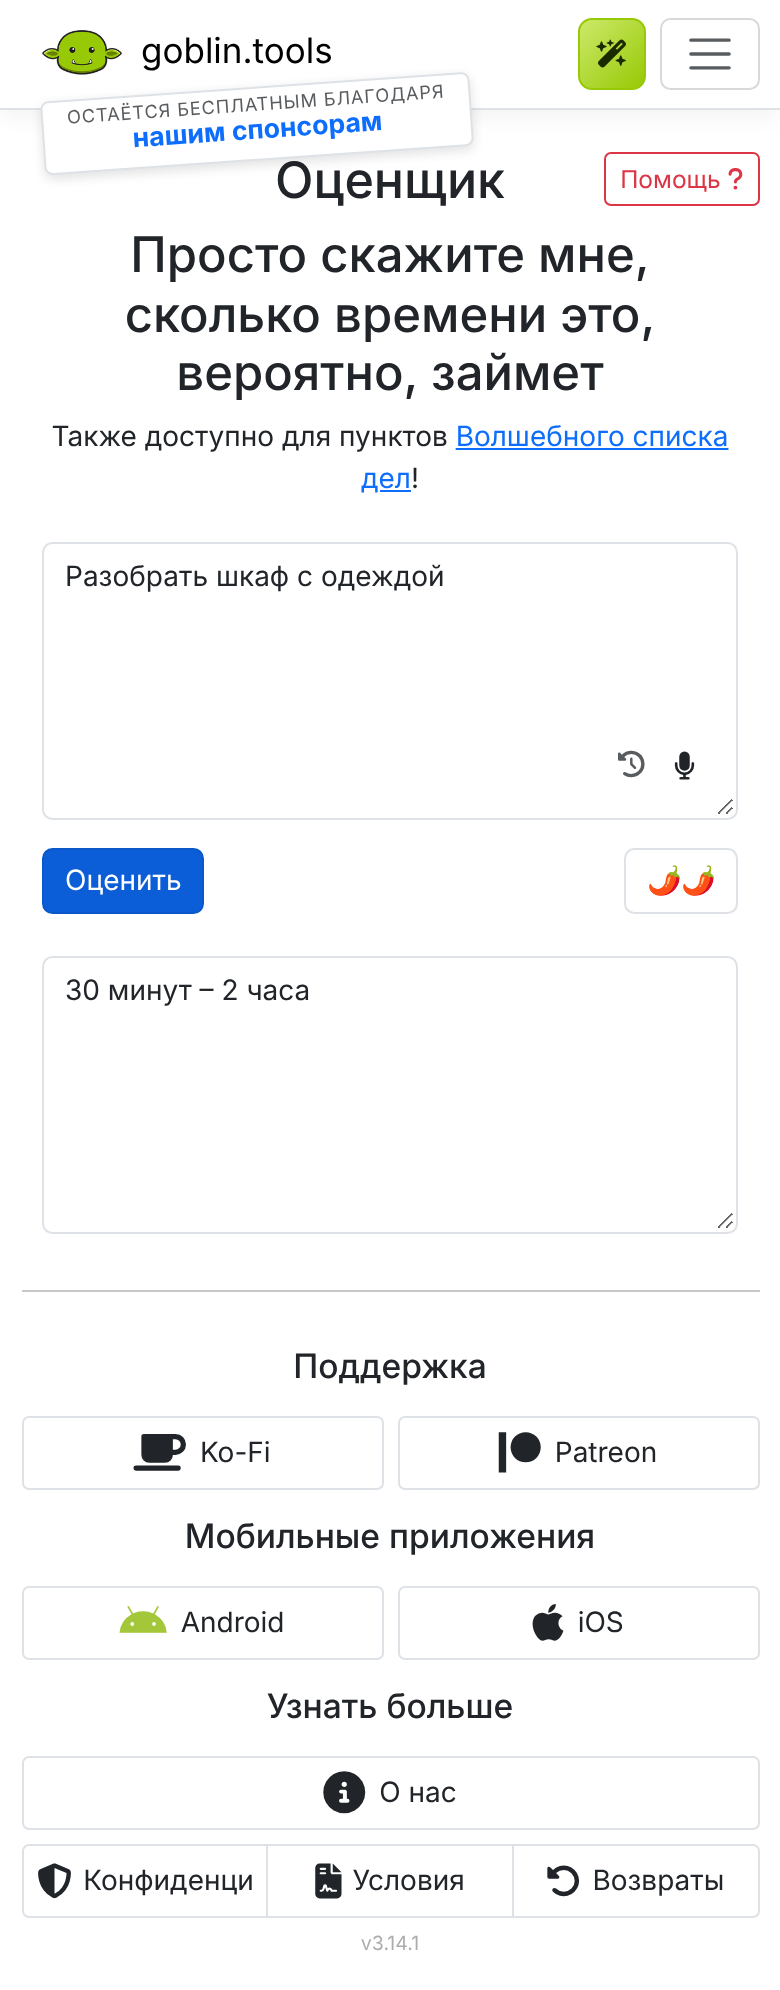 goblin.tools
ОСТАЁТСЯ БЕСПЛАТНЫМ БЛАГОДАРЯ
нашим спонсорам
Оценщик
Помощь ?
Просто скажите мне,
сколько времени это,
вероятно, займет
Также доступно для пунктов Волшебного списка
дел!
Разобрать шкаф с одеждой
Оценить
30 минут – 2 часа
Поддержка
Ko-Fi
Patreon
Мобильные приложения
Android
iOS
Узнать больше
О нас
Конфиденци
Условия
Возвраты
v3.14.1